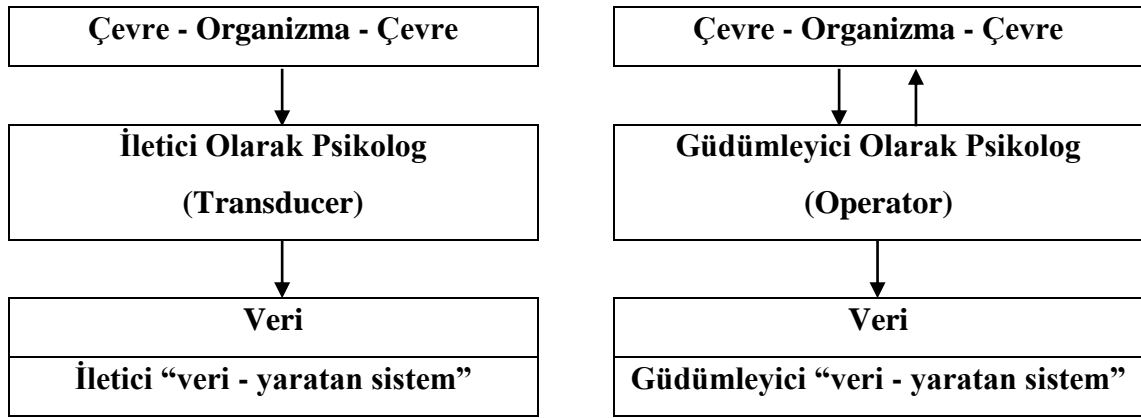 Çevre - Organizma - Çevre
İletici Olarak Psikolog
(Transducer)
Veri
İletici “veri - yaratan sistem”
Çevre - Organizma - Çevre
Güdümleyici Olarak Psikolog
(Operator)
Veri
Güdümleyici “veri - yaratan sistem”